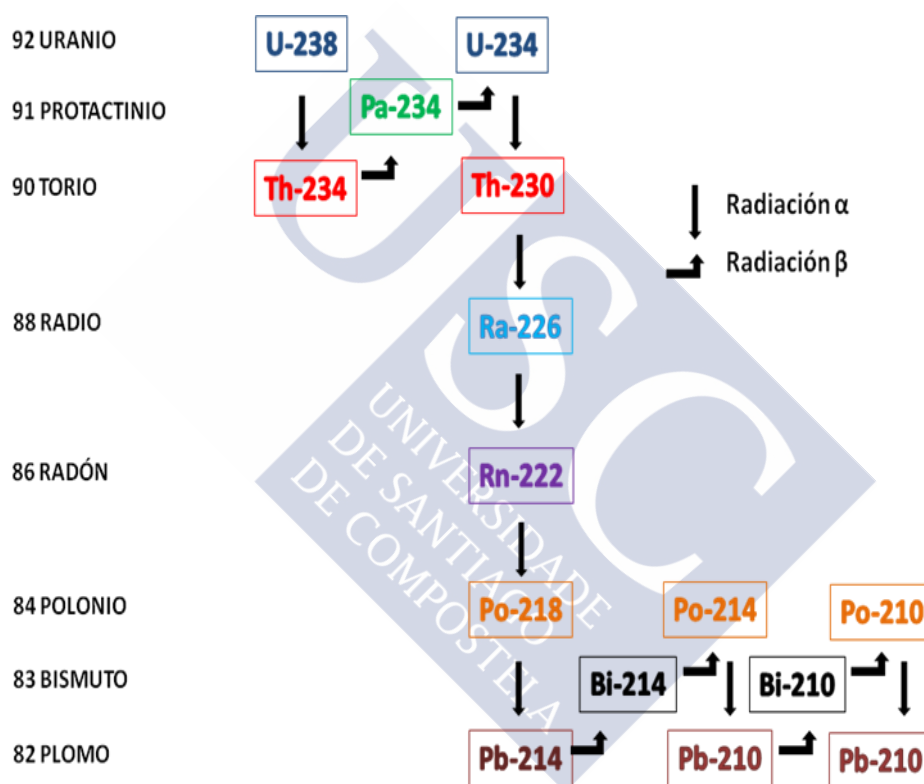 92 URANIO U-238 U-234
91 PROTACTINIO Pa-234
90 TORIO Th-234 Th-230
Radiación α
Radiación β
88 RADIO Ra-226
86 RADÓN Rn-222
84 POLONIO Po-218 Po-214 Po-210
83 BISMUTO Bi-214 Bi-210
82 PLOMO Pb-214 Pb-210 Pb-210
USC
UNIVERSIDADE
DE SANTIAGO
DE COMPOSTELA